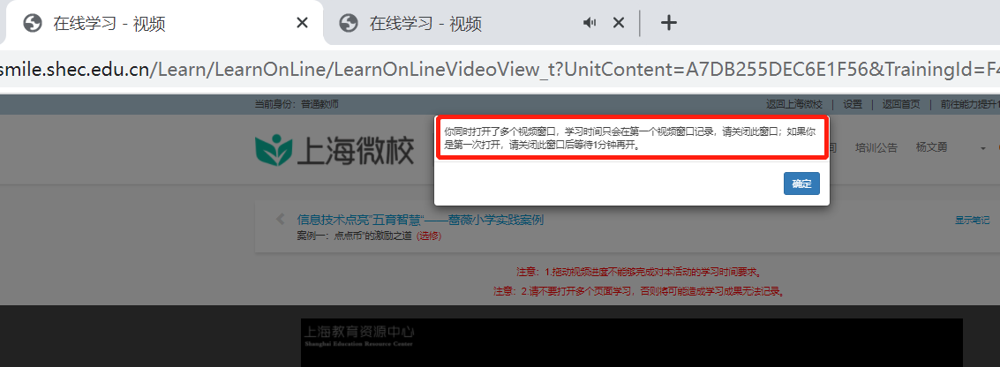 在线学习 - 视频
在线学习 - 视频
smile.shec.edu.cn/Learn/LearnOnLine/LearnOnLineVideoView_t?UnitContent=A7DB255DEC6E1F56&TrainingId=F4
当前身份：普通教师
返回上海微校 | 设置 | 返回首页 | 前往能力提升1
你同时打开了多个视频窗口，学习时间只会在第一个视频窗口记录，请关闭此窗口；如果你
是第一次打开，请关闭此窗口后等待1分钟再开。
上海微校
培训公告
杨文勇
确定
信息技术点亮"五育智慧"——蔷薇小学实践案例
显示笔记
案例一：点点币"的激励之道（选修）
注意：1.拖动视频进度不能够完成对本活动的学习时间要求。
注意：2.请不要打开多个页面学习，否则将可能造成学习成果无法记录。
上海教育资源中心
Shanghai Education Resource Center